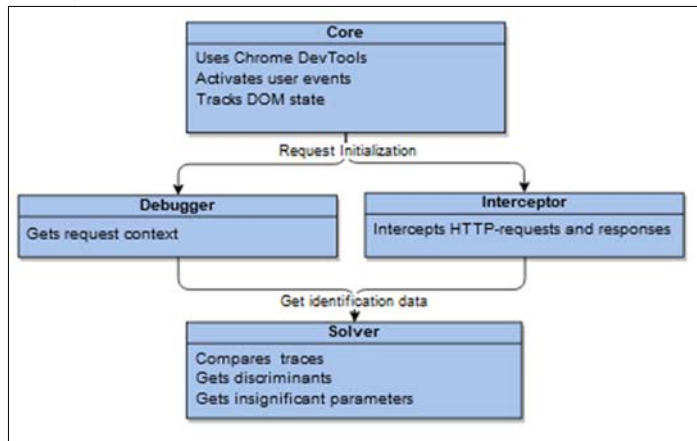 Core
Uses Chrome DevTools
Activates user events
Tracks DOM state
Request Initialization
Debugger
Gets request context
Interceptor
Intercepts HTTP-requests and responses
Get identification data
Solver
Compares traces
Gets discriminants
Gets insignificant parameters